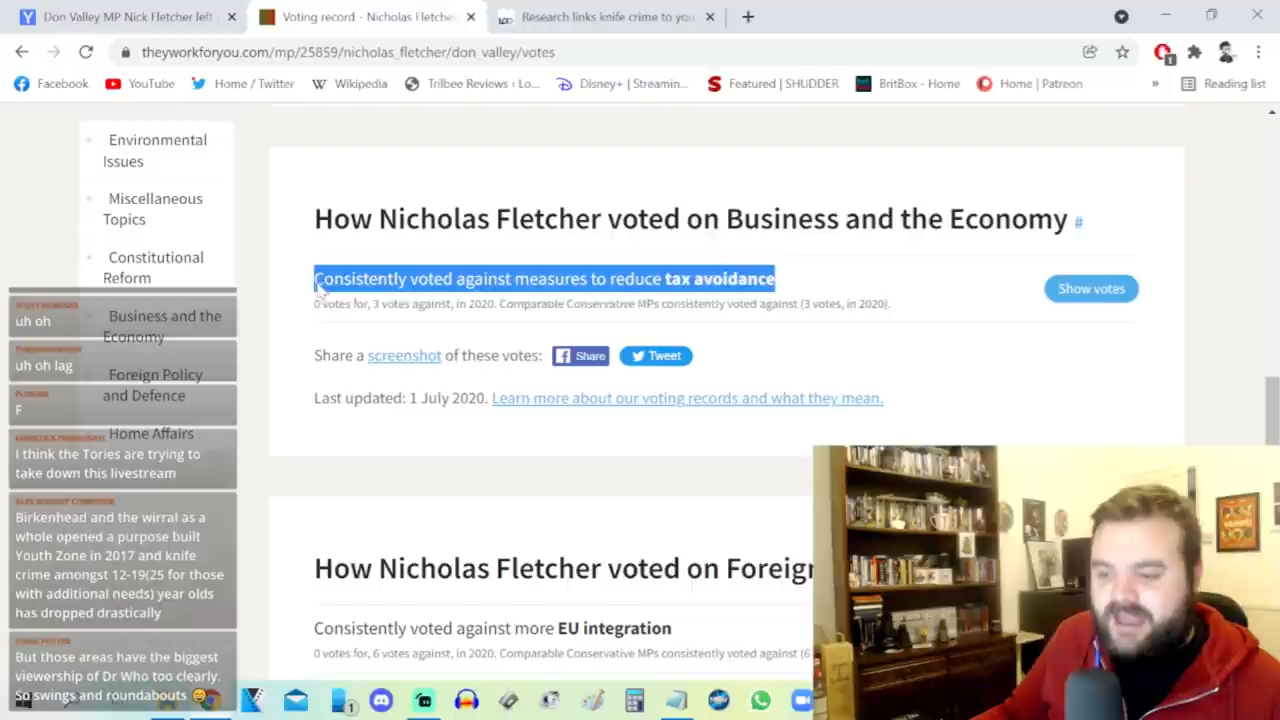 Don Valley MP Nick Fletcher left
Voting record - Nicholas Fletche
Research links knife crime to you
theyworkforyou.com/mp/25859/nicholas_fletcher/don_valley/votes
Facebook
YouTube
Home / Twitter
Wikipedia
Trilbee Reviews ‹ Lo...
Disney+ | Streamin...
Featured | SHUDDER
BritBox - Home
Home | Patreon
»
Reading list
Environmental
Issues
Miscellaneous
Topics
Constitutional
Reform
Business and the
Economy
Foreign Policy
and Defence
Home Affairs
How Nicholas Fletcher voted on Business and the Economy #
Consistently voted against measures to reduce tax avoidance
0 votes for, 3 votes against, in 2020. Comparable Conservative MPs consistently voted against (3 votes, in 2020).
Show votes
Share a screenshot of these votes:
Share
Tweet
Last updated: 1 July 2020. Learn more about our voting records and what they mean.
How Nicholas Fletcher voted on Foreign
Consistently voted against more EU integration
0 votes for, 6 votes against, in 2020. Comparable Conservative MPs consistently voted against (6
uh oh
uh oh lag
F
I think the Tories are trying to
take down this livestream
Birkenhead and the wirral as a
whole opened a purpose built
Youth Zone in 2017 and knife
crime amongst 12-19(25 for those
with additional needs) year olds
has dropped drastically
But those areas have the biggest
viewership of Dr Who too clearly.
So swings and roundabouts